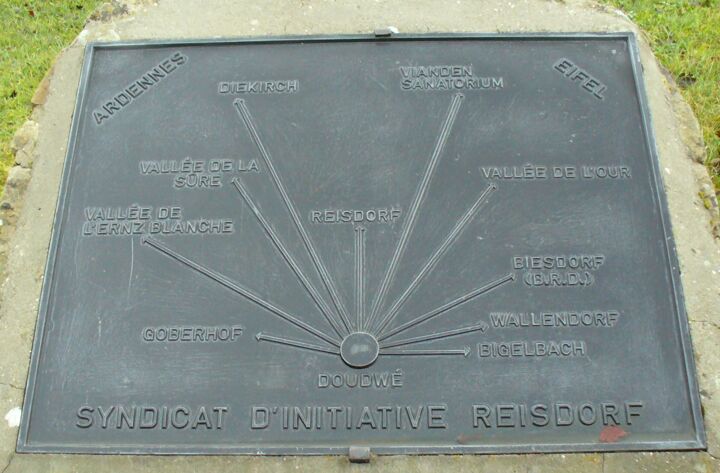 ARDENNES
EIFEL
DIEKIRCH
VIANDEN
SANATORIUM
VALLÉE DE LA
SÛRE
VALLÉE DE L'OUR
VALLÉE DE
L'ERNZ BLANCHE
REISDORF
BIESDORF
(B.R.D.)
GOBERHOF
WALLENDORF
BIGELBACH
DOUDWÉ
SYNDICAT D'INITIATIVE REISDORF